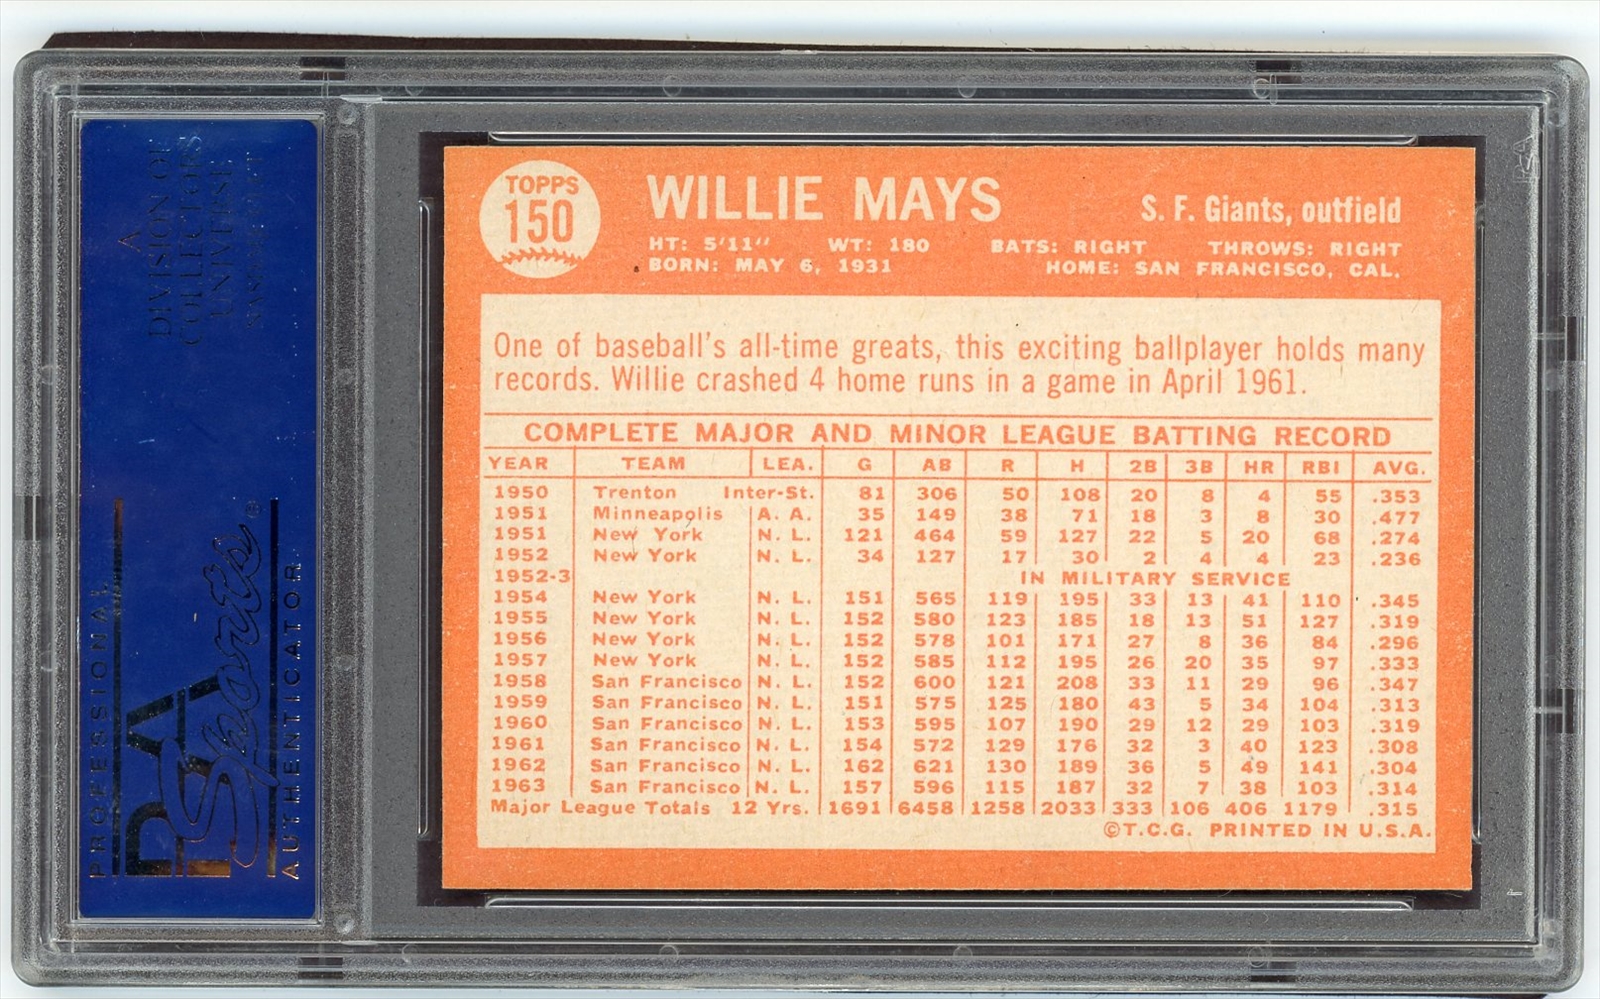 A
DIVISION OF
COLLECTORS
UNIVERSE
PROFESSIONAL
PSA
Sports
®
AUTHENTICATOR
TOPPS
150
WILLIE MAYS
S. F. Giants, outfield
HT: 5'11" WT: 180 BATS: RIGHT THROWS: RIGHT
BORN: MAY 6, 1931 HOME: SAN FRANCISCO, CAL.
One of baseball's all-time greats, this exciting ballplayer holds many
records. Willie crashed 4 home runs in a game in April 1961.
COMPLETE MAJOR AND MINOR LEAGUE BATTING RECORD
YEAR TEAM LEA. G AB R H 2B 3B HR RBI AVG.
1950 Trenton Inter-St. 81 306 50 108 20 8 4 55 .353
1951 Minneapolis A. A. 35 149 38 71 18 3 8 30 .477
1951 New York N. L. 121 464 59 127 22 5 20 68 .274
1952 New York N. L. 34 127 17 30 2 4 4 23 .236
1952-3 IN MILITARY SERVICE
1954 New York N. L. 151 565 119 195 33 13 41 110 .345
1955 New York N. L. 152 580 123 185 18 13 51 127 .319
1956 New York N. L. 152 578 101 171 27 8 36 84 .296
1957 New York N. L. 152 585 112 195 26 20 35 97 .333
1958 San Francisco N. L. 152 600 121 208 33 11 29 96 .347
1959 San Francisco N. L. 151 575 125 180 43 5 34 104 .313
1960 San Francisco N. L. 153 595 107 190 29 12 29 103 .319
1961 San Francisco N. L. 154 572 129 176 32 3 40 123 .308
1962 San Francisco N. L. 162 621 130 189 36 5 49 141 .304
1963 San Francisco N. L. 157 596 115 187 32 7 38 103 .314
Major League Totals 12 Yrs. 1691 6458 1258 2033 333 106 406 1179 .315
©T.C.G. PRINTED IN U.S.A.
PSA